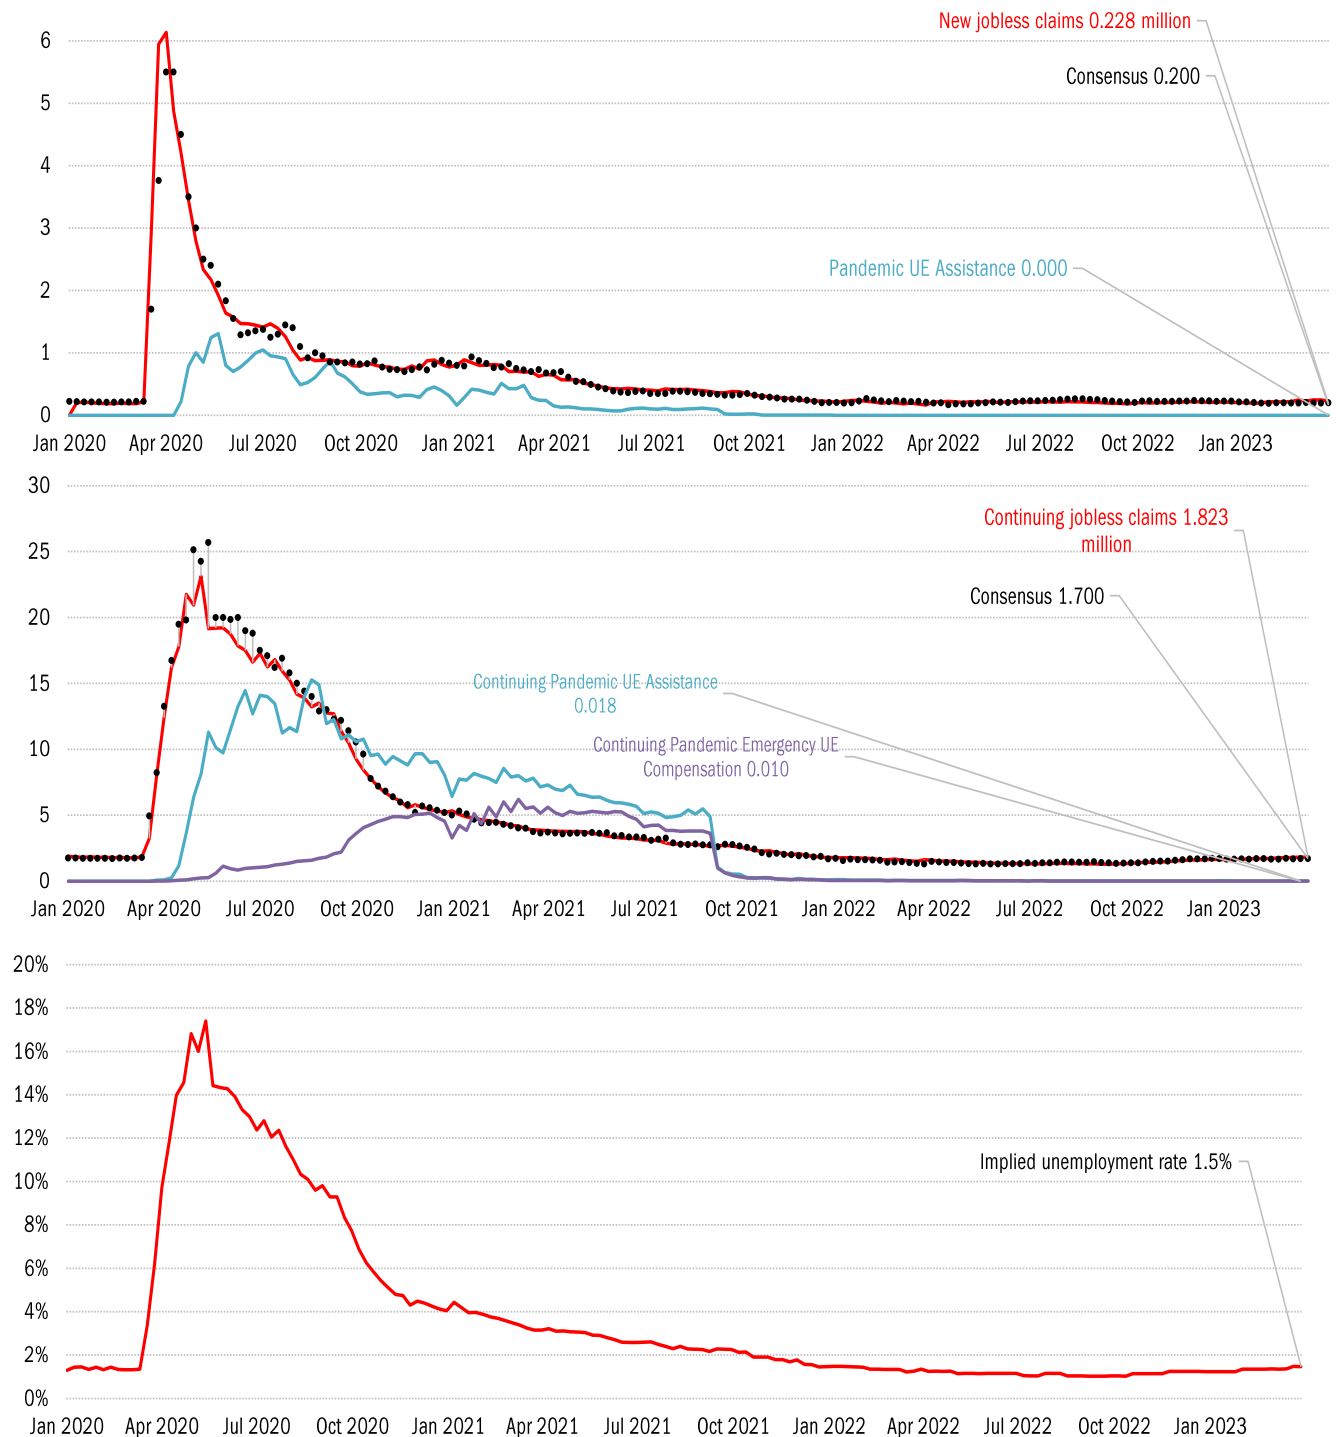 New jobless claims 0.228 million
6
Consensus 0.200
5
4
3
Pandemic UE Assistance 0.000
2
1
0
Jan 2020 Apr 2020 Jul 2020 Oct 2020 Jan 2021 Apr 2021 Jul 2021 Oct 2021 Jan 2022 Apr 2022 Jul 2022 Oct 2022 Jan 2023
30
Continuing jobless claims 1.823
million
25
Consensus 1.700
20
15
Continuing Pandemic UE Assistance
0.018
Continuing Pandemic Emergency UE
Compensation 0.010
10
5
0
Jan 2020 Apr 2020 Jul 2020 Oct 2020 Jan 2021 Apr 2021 Jul 2021 Oct 2021 Jan 2022 Apr 2022 Jul 2022 Oct 2022 Jan 2023
20%
18%
16%
14%
12%
Implied unemployment rate 1.5%
10%
8%
6%
4%
2%
0%
Jan 2020 Apr 2020 Jul 2020 Oct 2020 Jan 2021 Apr 2021 Jul 2021 Oct 2021 Jan 2022 Apr 2022 Jul 2022 Oct 2022 Jan 2023